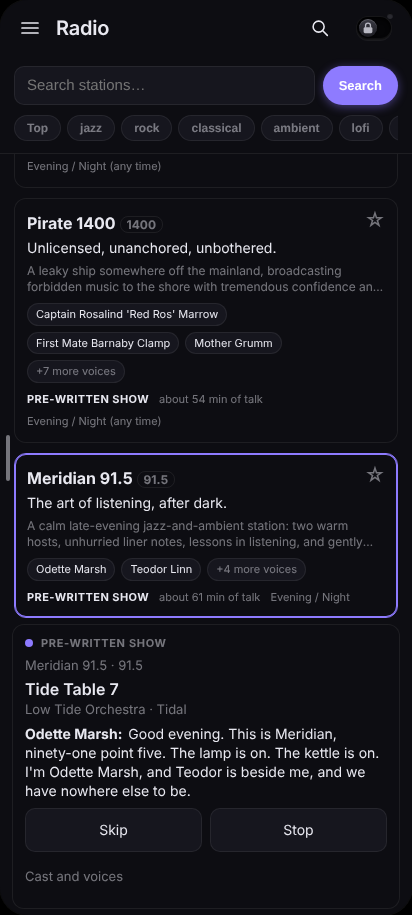 Radio
Search stations…
Search
Top
jazz
rock
classical
ambient
lofi
Evening / Night (any time)
Pirate 1400 1400
Unlicensed, unanchored, unbothered.
A leaky ship somewhere off the mainland, broadcasting
forbidden music to the shore with tremendous confidence an…
Captain Rosalind 'Red Ros' Marrow
First Mate Barnaby Clamp
Mother Grumm
+7 more voices
PRE-WRITTEN SHOW about 54 min of talk
Evening / Night (any time)
Meridian 91.5 91.5
The art of listening, after dark.
A calm late-evening jazz-and-ambient station: two warm
hosts, unhurried liner notes, lessons in listening, and gently…
Odette Marsh
Teodor Linn
+4 more voices
PRE-WRITTEN SHOW about 61 min of talk Evening / Night
PRE-WRITTEN SHOW
Meridian 91.5 · 91.5
Tide Table 7
Low Tide Orchestra · Tidal
Odette Marsh: Good evening. This is Meridian,
ninety-one point five. The lamp is on. The kettle is on.
I'm Odette Marsh, and Teodor is beside me, and we
have nowhere else to be.
Skip
Stop
Cast and voices